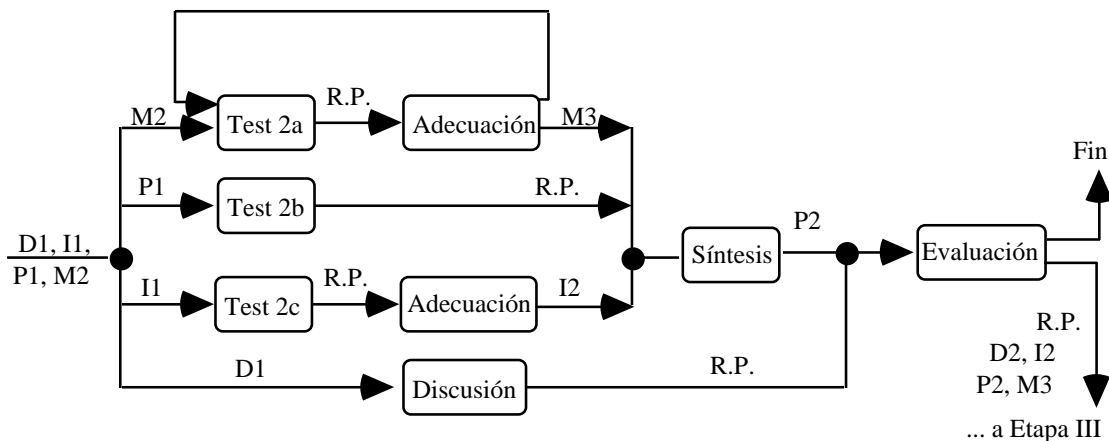 M2
Test 2a
R.P.
Adecuación
M3
P1
Test 2b
R.P.
D1, I1,
P1, M2
I1
Test 2c
R.P.
Adecuación
I2
D1
Discusión
R.P.
Síntesis
P2
Evaluación
Fin
R.P.
D2, I2
P2, M3
... a Etapa III